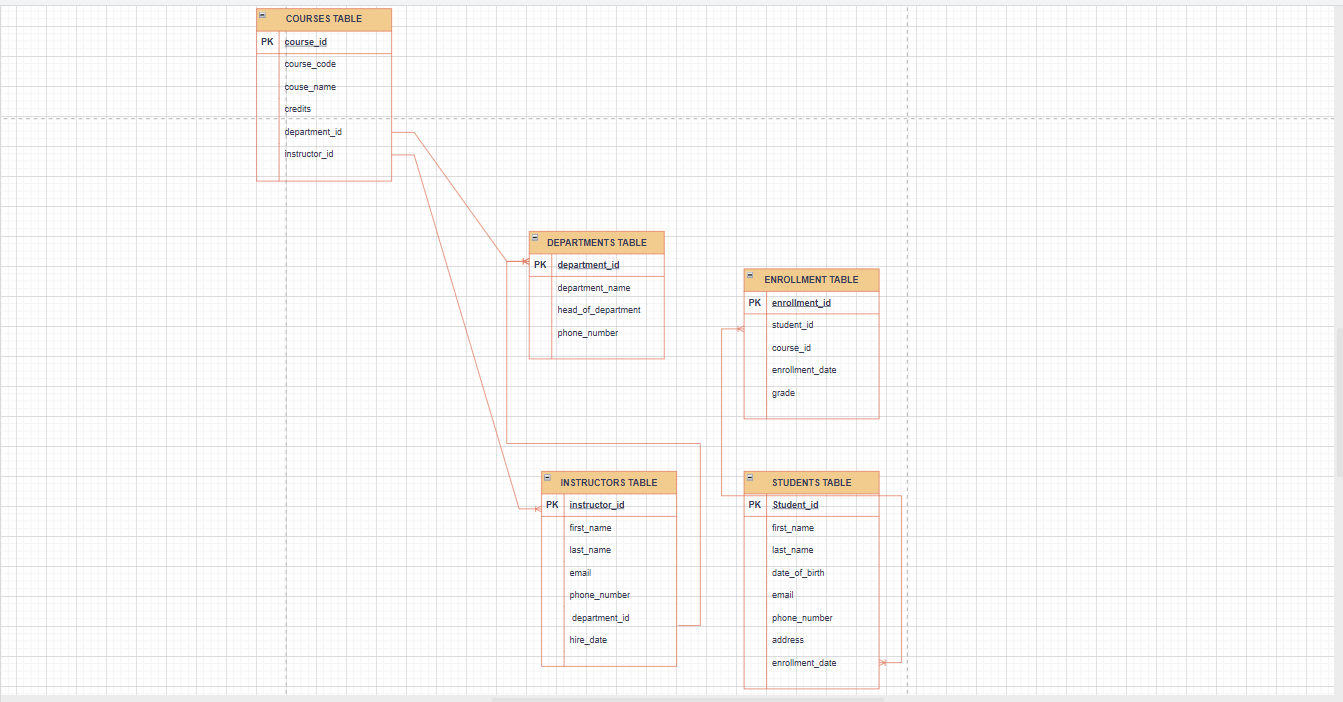 COURSES TABLE
PK course_id
course_code
couse_name
credits
department_id
instructor_id
DEPARTMENTS TABLE
PK department_id
department_name
head_of_department
phone_number
ENROLLMENT TABLE
PK enrollment_id
student_id
course_id
enrollment_date
grade
INSTRUCTORS TABLE
PK instructor_id
first_name
last_name
email
phone_number
department_id
hire_date
STUDENTS TABLE
PK Student_id
first_name
last_name
date_of_birth
email
phone_number
address
enrollment_date